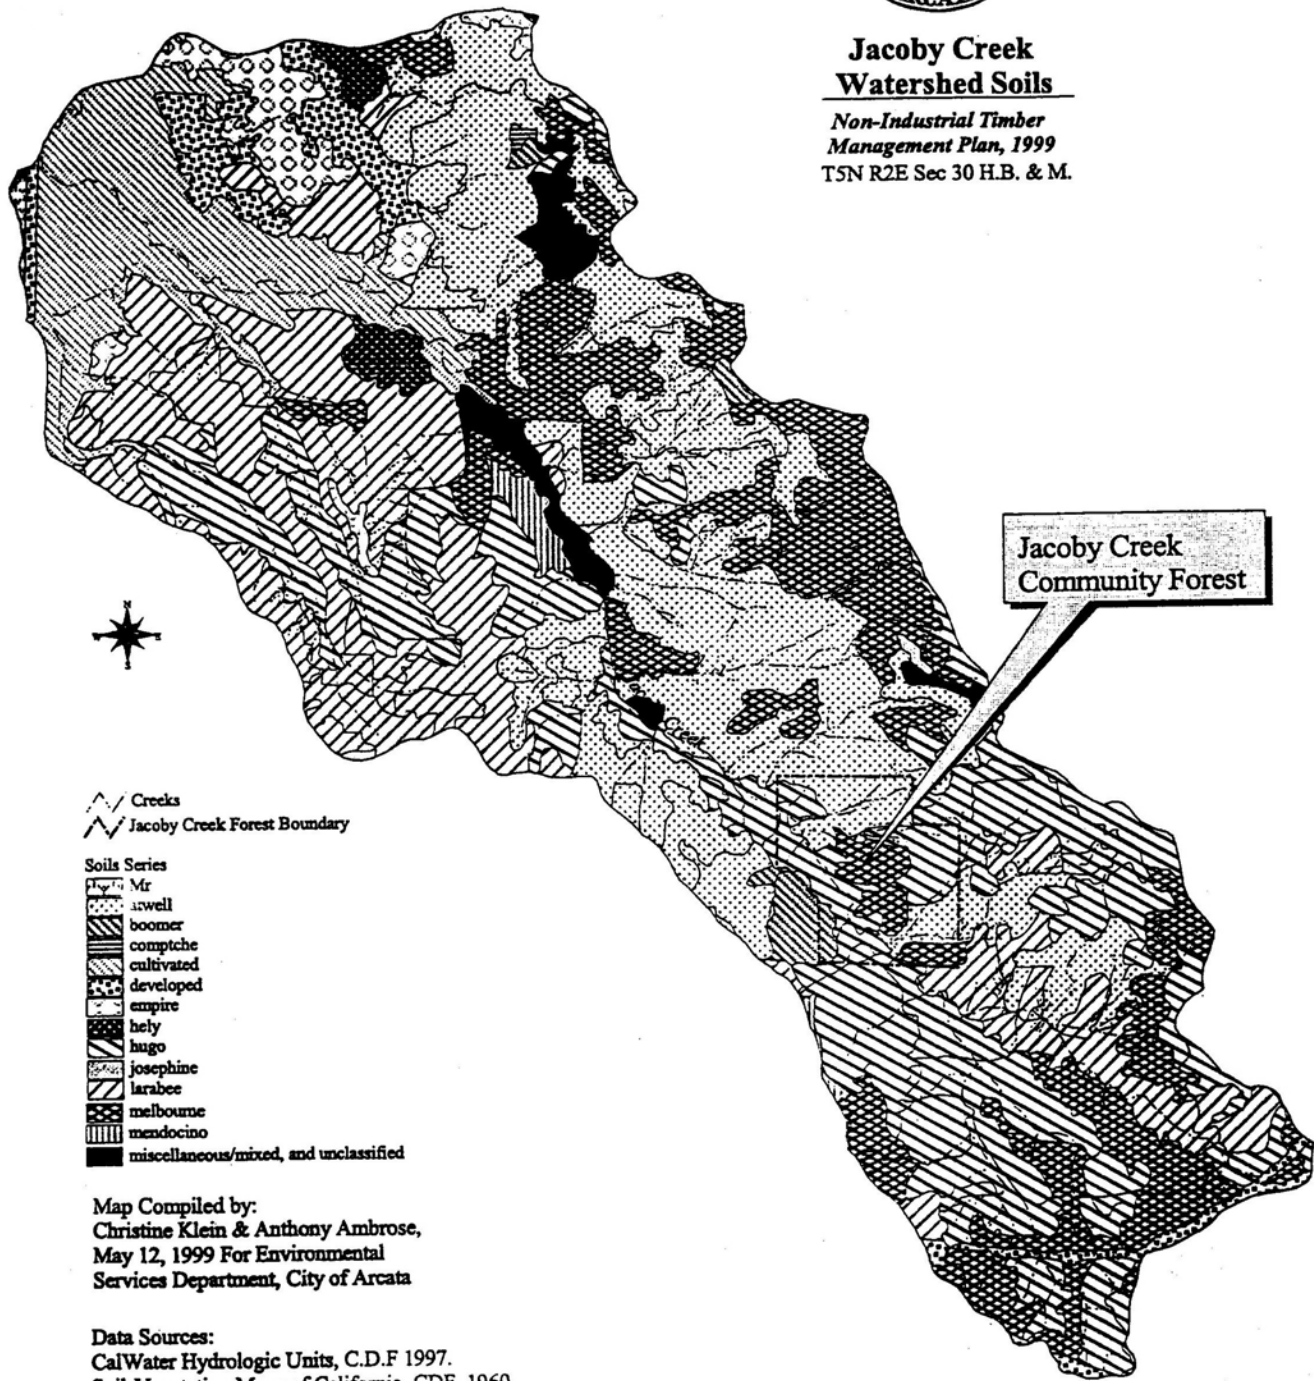 Jacoby Creek
Watershed Soils
Non-Industrial Timber
Management Plan, 1999
T5N R2E Sec 30 H.B. & M.
Jacoby Creek
Community Forest
N
W E
S
Creek
Creeks
Jacoby Creek Forest Boundary
Soils Series
Mr
atwell
boomer
comptche
cultivated
developed
empire
hely
hugo
josephine
larabee
melbourne
mendocino
miscellaneous/mixed, and unclassified
Map Compiled by:
Christine Klein & Anthony Ambrose,
May 12, 1999 For Environmental
Services Department, City of Arcata
Data Sources:
CalWater Hydrologic Units, C.D.F 1997.